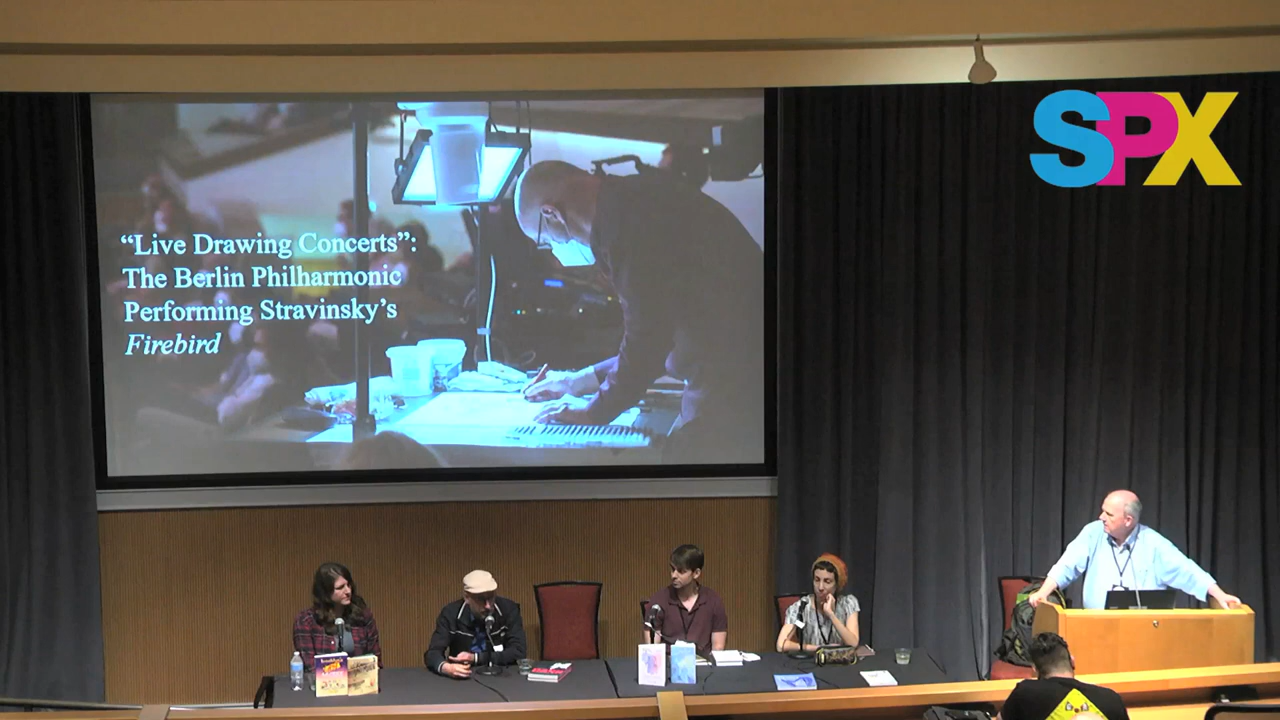 SPX
“Live Drawing Concerts”:
The Berlin Philharmonic
Performing Stravinsky’s
Firebird